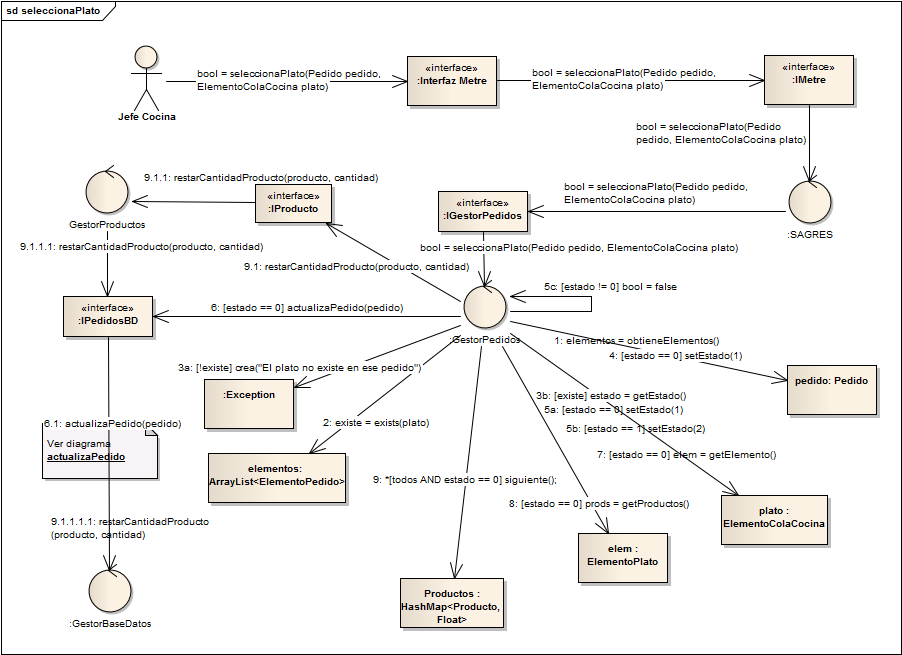 sd seleccionaPlato
Jefe Cocina
bool = seleccionaPlato(Pedido pedido,
ElementoColaCocina plato)
«interface»
:Interfaz Metre
bool = seleccionaPlato(Pedido pedido,
ElementoColaCocina plato)
«interface»
:IMetre
bool = seleccionaPlato(Pedido
pedido, ElementoColaCocina plato)
:SAGRES
bool = seleccionaPlato(Pedido pedido,
ElementoColaCocina plato)
«interface»
:IGestorPedidos
bool = seleccionaPlato(Pedido pedido, ElementoColaCocina plato)
9.1.1: restarCantidadProducto(producto, cantidad)
«interface»
:IProducto
GestorProductos
9.1.1.1: restarCantidadProducto(producto, cantidad)
9.1: restarCantidadProducto(producto, cantidad)
5c: [estado != 0] bool = false
:GestorPedidos
6: [estado == 0] actualizaPedido(pedido)
«interface»
:IPedidosBD
1: elementos = obtieneElementos()
4: [estado == 0] setEstado(1)
pedido: Pedido
3a: [!existe] crea("El plato no existe en ese pedido")
:Exception
3b: [existe] estado = getEstado()
5a: [estado == 0] setEstado(1)
5b: [estado == 1] setEstado(2)
2: existe = exists(plato)
6.1: actualizaPedido(pedido)
Ver diagrama
actualizaPedido
7: [estado == 0] elem = getElemento()
elementos:
ArrayList<ElementoPedido>
9: *[todos AND estado == 0] siguiente();
8: [estado == 0] prods = getProductos()
plato :
ElementoColaCocina
9.1.1.1.1: restarCantidadProducto
(producto, cantidad)
elem :
ElementoPlato
Productos :
HashMap<Producto,
Float>
:GestorBaseDatos